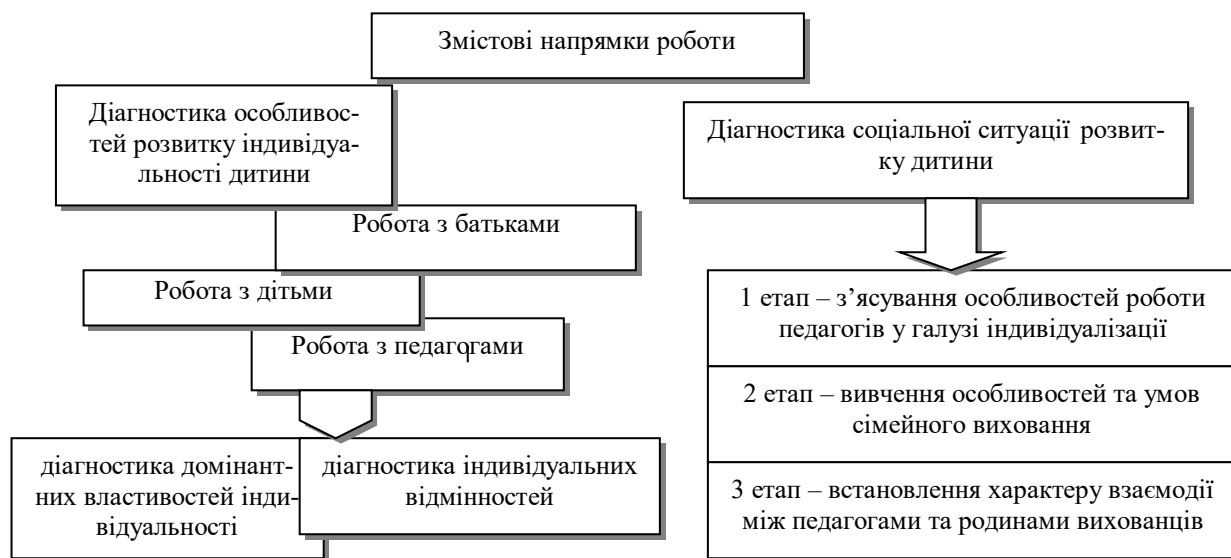 Змістові напрямки роботи
Діагностика особливос-
тей розвитку індивідуа-
льності дитини
Діагностика соціальної ситуації розвит-
ку дитини
Робота з батьками
Робота з дітьми
Робота з педагогами
діагностика домінант-
них властивостей інди-
відуальності
діагностика індивідуальних
відмінностей
1 етап – з’ясування особливостей роботи
педагогів у галузі індивідуалізації
2 етап – вивчення особливостей та умов
сімейного виховання
3 етап – встановлення характеру взаємодії
між педагогами та родинами вихованців